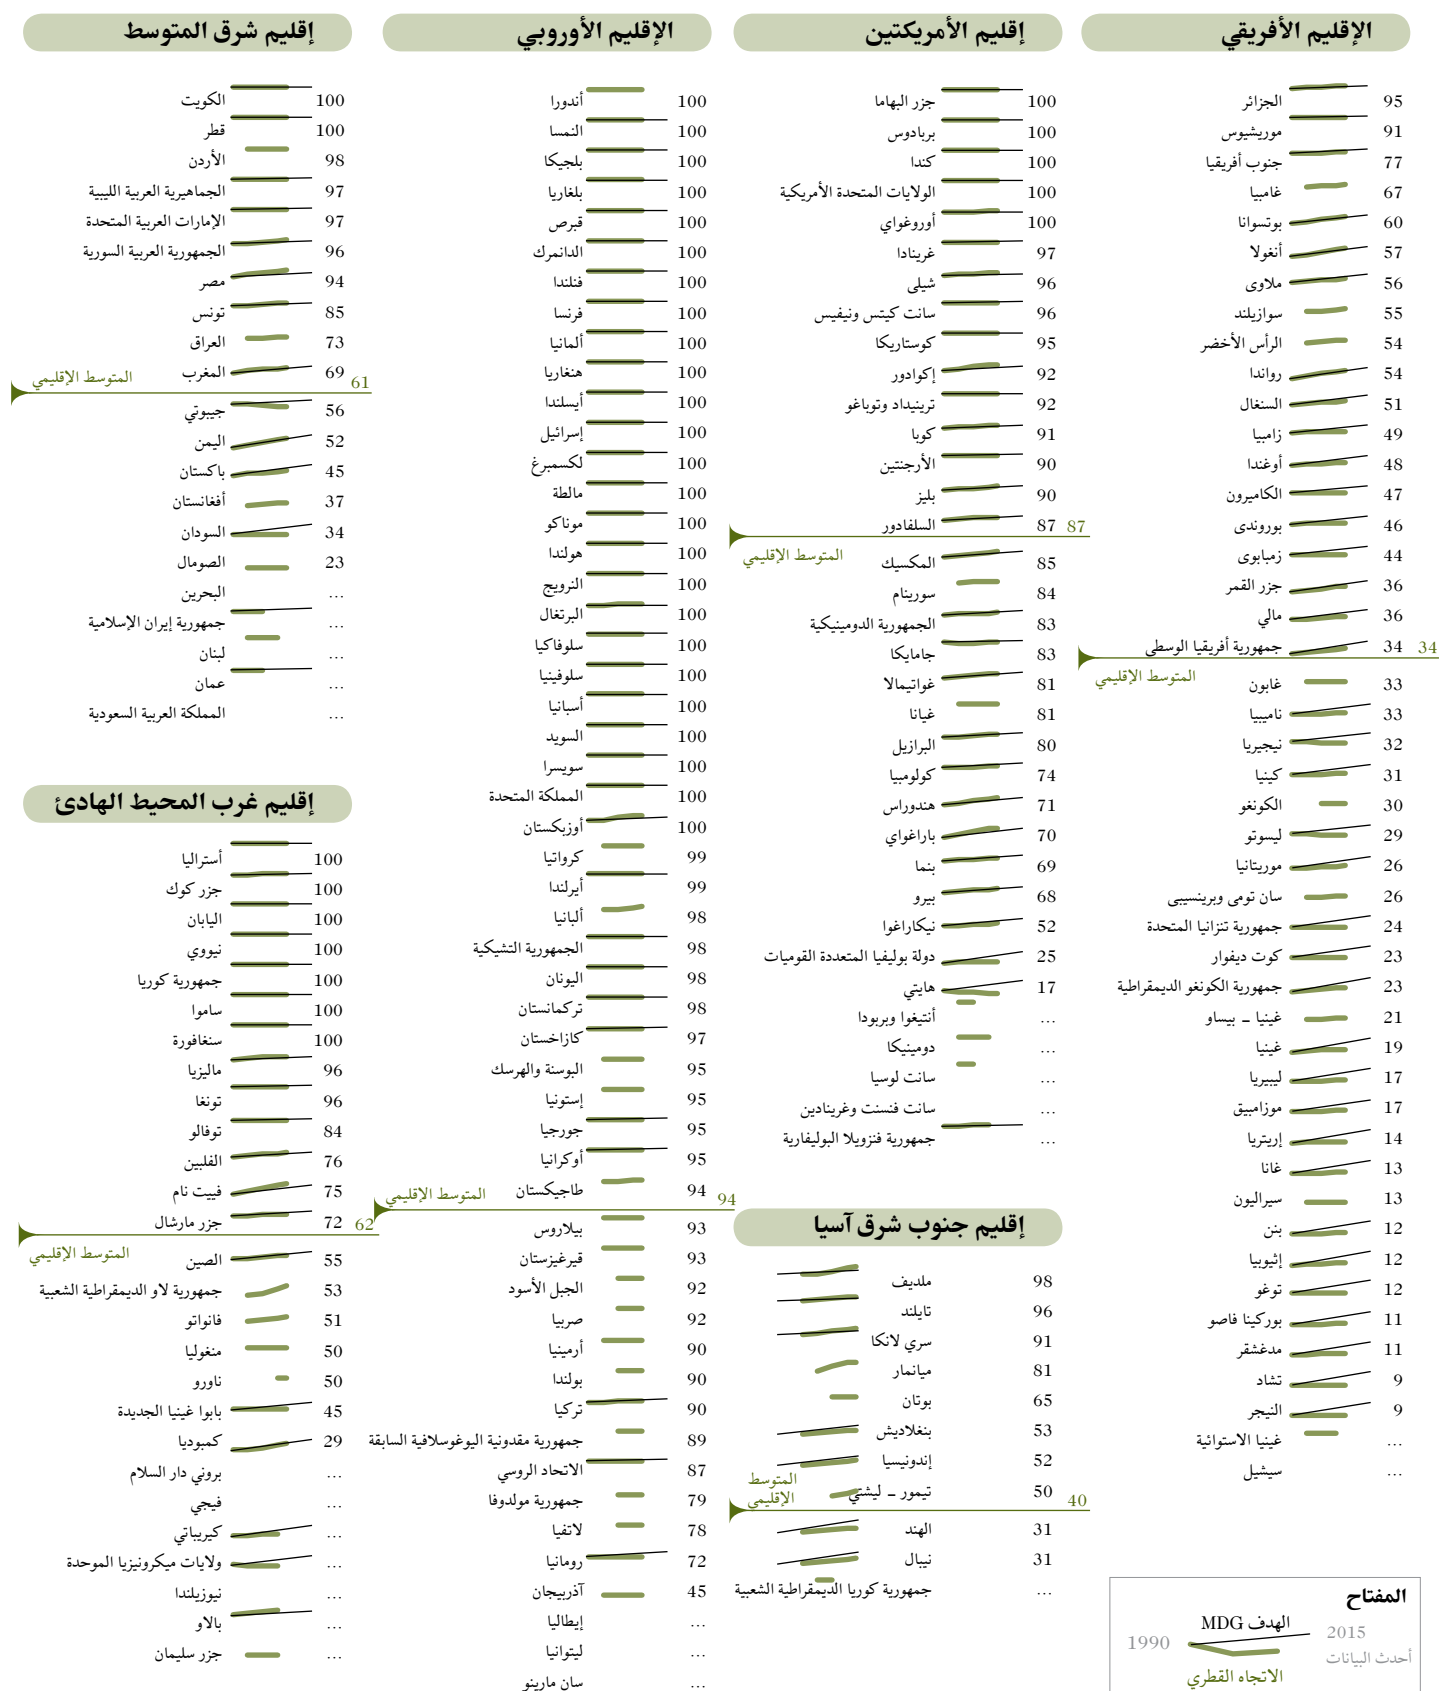 الإقليم الأفريقي
الجزائر 95
موريشيوس 91
جنوب أفريقيا 77
غامبيا 67
بوتسوانا 60
أنغولا 57
ملاوى 56
سوازيلند 55
الرأس الأخضر 54
رواندا 54
السنغال 51
زامبيا 49
أوغندا 48
الكاميرون 47
بوروندى 46
زمبابوى 44
جزر القمر 36
مالي 36
جمهورية أفريقيا الوسطى 34
34
المتوسط الإقليمي
غابون 33
ناميبيا 33
نيجيريا 32
كينيا 31
الكونغو 30
ليسوتو 29
موريتانيا 26
سان تومى وبرينسيبى 26
جمهورية تنزانيا المتحدة 24
كوت ديفوار 23
جمهورية الكونغو الديمقراطية 23
غينيا – بيساو 21
غينيا 19
ليبيريا 17
موزامبيق 17
إريتريا 14
غانا 13
سيراليون 13
بنن 12
إثيوبيا 12
توغو 12
بوركينا فاصو 11
مدغشقر 11
تشاد 9
النيجر 9
غينيا الاستوائية ...
سيشيل ...
المفتاح
الهدف MDG
1990
2015
أحدث البيانات
الاتجاه القطري
إقليم الأمريكتين
جزر البهاما 100
بربادوس 100
كندا 100
الولايات المتحدة الأمريكية 100
أوروغواي 100
غرينادا 97
شيلى 96
سانت كيتس ونيفيس 96
كوستاريكا 95
إكوادور 92
ترينيداد وتوباغو 92
كوبا 91
الأرجنتين 90
بليز 90
السلفادور 87
87
المتوسط الإقليمي
المكسيك 85
سورينام 84
الجمهورية الدومينيكية 83
جامايكا 83
غواتيمالا 81
غيانا 81
البرازيل 80
كولومبيا 74
هندوراس 71
باراغواي 70
بنما 69
بيرو 68
نيكاراغوا 52
دولة بوليفيا المتعددة القوميات 25
هايتي 17
أنتيغوا وبربودا ...
دومينيكا ...
سانت لوسيا ...
سانت فنسنت وغرينادين ...
جمهورية فنزويلا البوليفارية ...
إقليم جنوب شرق آسيا
ملديف 98
تايلند 96
سري لانكا 91
ميانمار 81
بوتان 65
بنغلاديش 53
إندونيسيا 52
تيمور – ليشتي 50
40
المتوسط
الإقليمي
الهند 31
نيبال 31
جمهورية كوريا الديمقراطية الشعبية ...
الإقليم الأوروبي
أندورا 100
النمسا 100
بلجيكا 100
بلغاريا 100
قبرص 100
الدانمرك 100
فنلندا 100
فرنسا 100
ألمانيا 100
هنغاريا 100
أيسلندا 100
إسرائيل 100
لكسمبرغ 100
مالطة 100
موناكو 100
هولندا 100
النرويج 100
البرتغال 100
سلوفاكيا 100
سلوفينيا 100
أسبانيا 100
السويد 100
سويسرا 100
المملكة المتحدة 100
أوزبكستان 100
كرواتيا 99
أيرلندا 99
ألبانيا 98
الجمهورية التشيكية 98
اليونان 98
تركمانستان 98
كازاخستان 97
البوسنة والهرسك 95
إستونيا 95
جورجيا 95
أوكرانيا 95
طاجيكستان 94
94
المتوسط الإقليمي
بيلاروس 93
قيرغيزستان 93
الجبل الأسود 92
صربيا 92
أرمينيا 90
بولندا 90
تركيا 90
جمهورية مقدونية اليوغوسلافية السابقة 89
الاتحاد الروسي 87
جمهورية مولدوفا 79
لاتفيا 78
رومانيا 72
آذربيجان 45
إيطاليا ...
ليتوانيا ...
سان مارينو ...
إقليم شرق المتوسط
الكويت 100
قطر 100
الأردن 98
الجماهيرية العربية الليبية 97
الإمارات العربية المتحدة 97
الجمهورية العربية السورية 96
مصر 94
تونس 85
العراق 73
المغرب 69
61
المتوسط الإقليمي
جيبوتي 56
اليمن 52
باكستان 45
أفغانستان 37
السودان 34
الصومال 23
البحرين ...
جمهورية إيران الإسلامية ...
لبنان ...
عمان ...
المملكة العربية السعودية ...
إقليم غرب المحيط الهادئ
أستراليا 100
جزر كوك 100
اليابان 100
نيووي 100
جمهورية كوريا 100
ساموا 100
سنغافورة 100
ماليزيا 96
تونغا 96
توفالو 84
الفلبين 76
فييت نام 75
جزر مارشال 72
62
المتوسط الإقليمي
الصين 55
جمهورية لاو الديمقراطية الشعبية 53
فانواتو 51
منغوليا 50
ناورو 50
بابوا غينيا الجديدة 45
كمبوديا 29
بروني دار السلام ...
فيجي ...
كيريباتي ...
ولايات ميكرونيزيا الموحدة ...
نيوزيلندا ...
بالاو ...
جزر سليمان ...